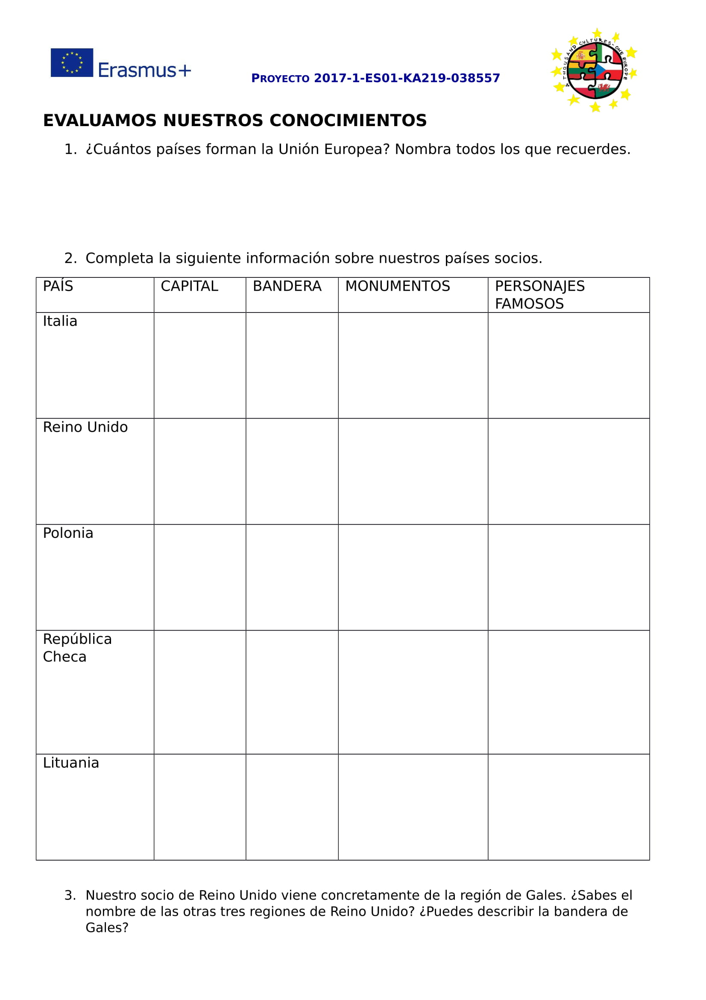 Erasmus+
PROYECTO 2017-1-ES01-KA219-038557
A THOUSAND CULTURES-ONE EUROPE
EVALUAMOS NUESTROS CONOCIMIENTOS
1. ¿Cuántos países forman la Unión Europea? Nombra todos los que recuerdes.
2. Completa la siguiente información sobre nuestros países socios.
PAÍS CAPITAL BANDERA MONUMENTOS PERSONAJES
FAMOSOS
Italia
Reino Unido
Polonia
República
Checa
Lituania
3. Nuestro socio de Reino Unido viene concretamente de la región de Gales. ¿Sabes el
nombre de las otras tres regiones de Reino Unido? ¿Puedes describir la bandera de
Gales?